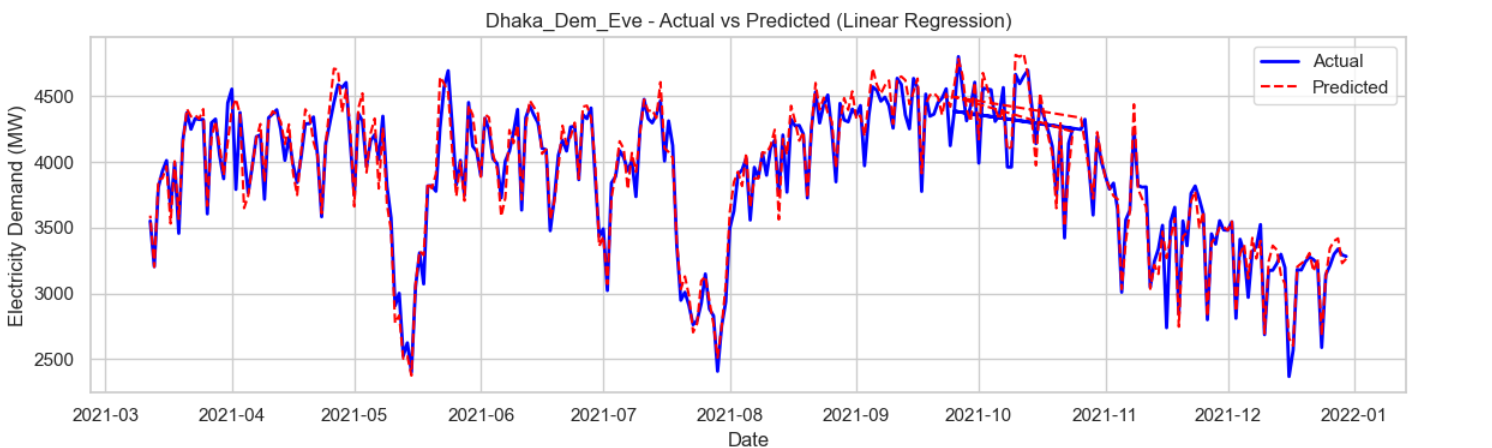 Dhaka_Dem_Eve - Actual vs Predicted (Linear Regression)
Electricity Demand (MW)
4500
4000
3500
3000
2500
Actual
Predicted
2021-03 2021-04 2021-05 2021-06 2021-07 2021-08 2021-09 2021-10 2021-11 2021-12 2022-01
Date